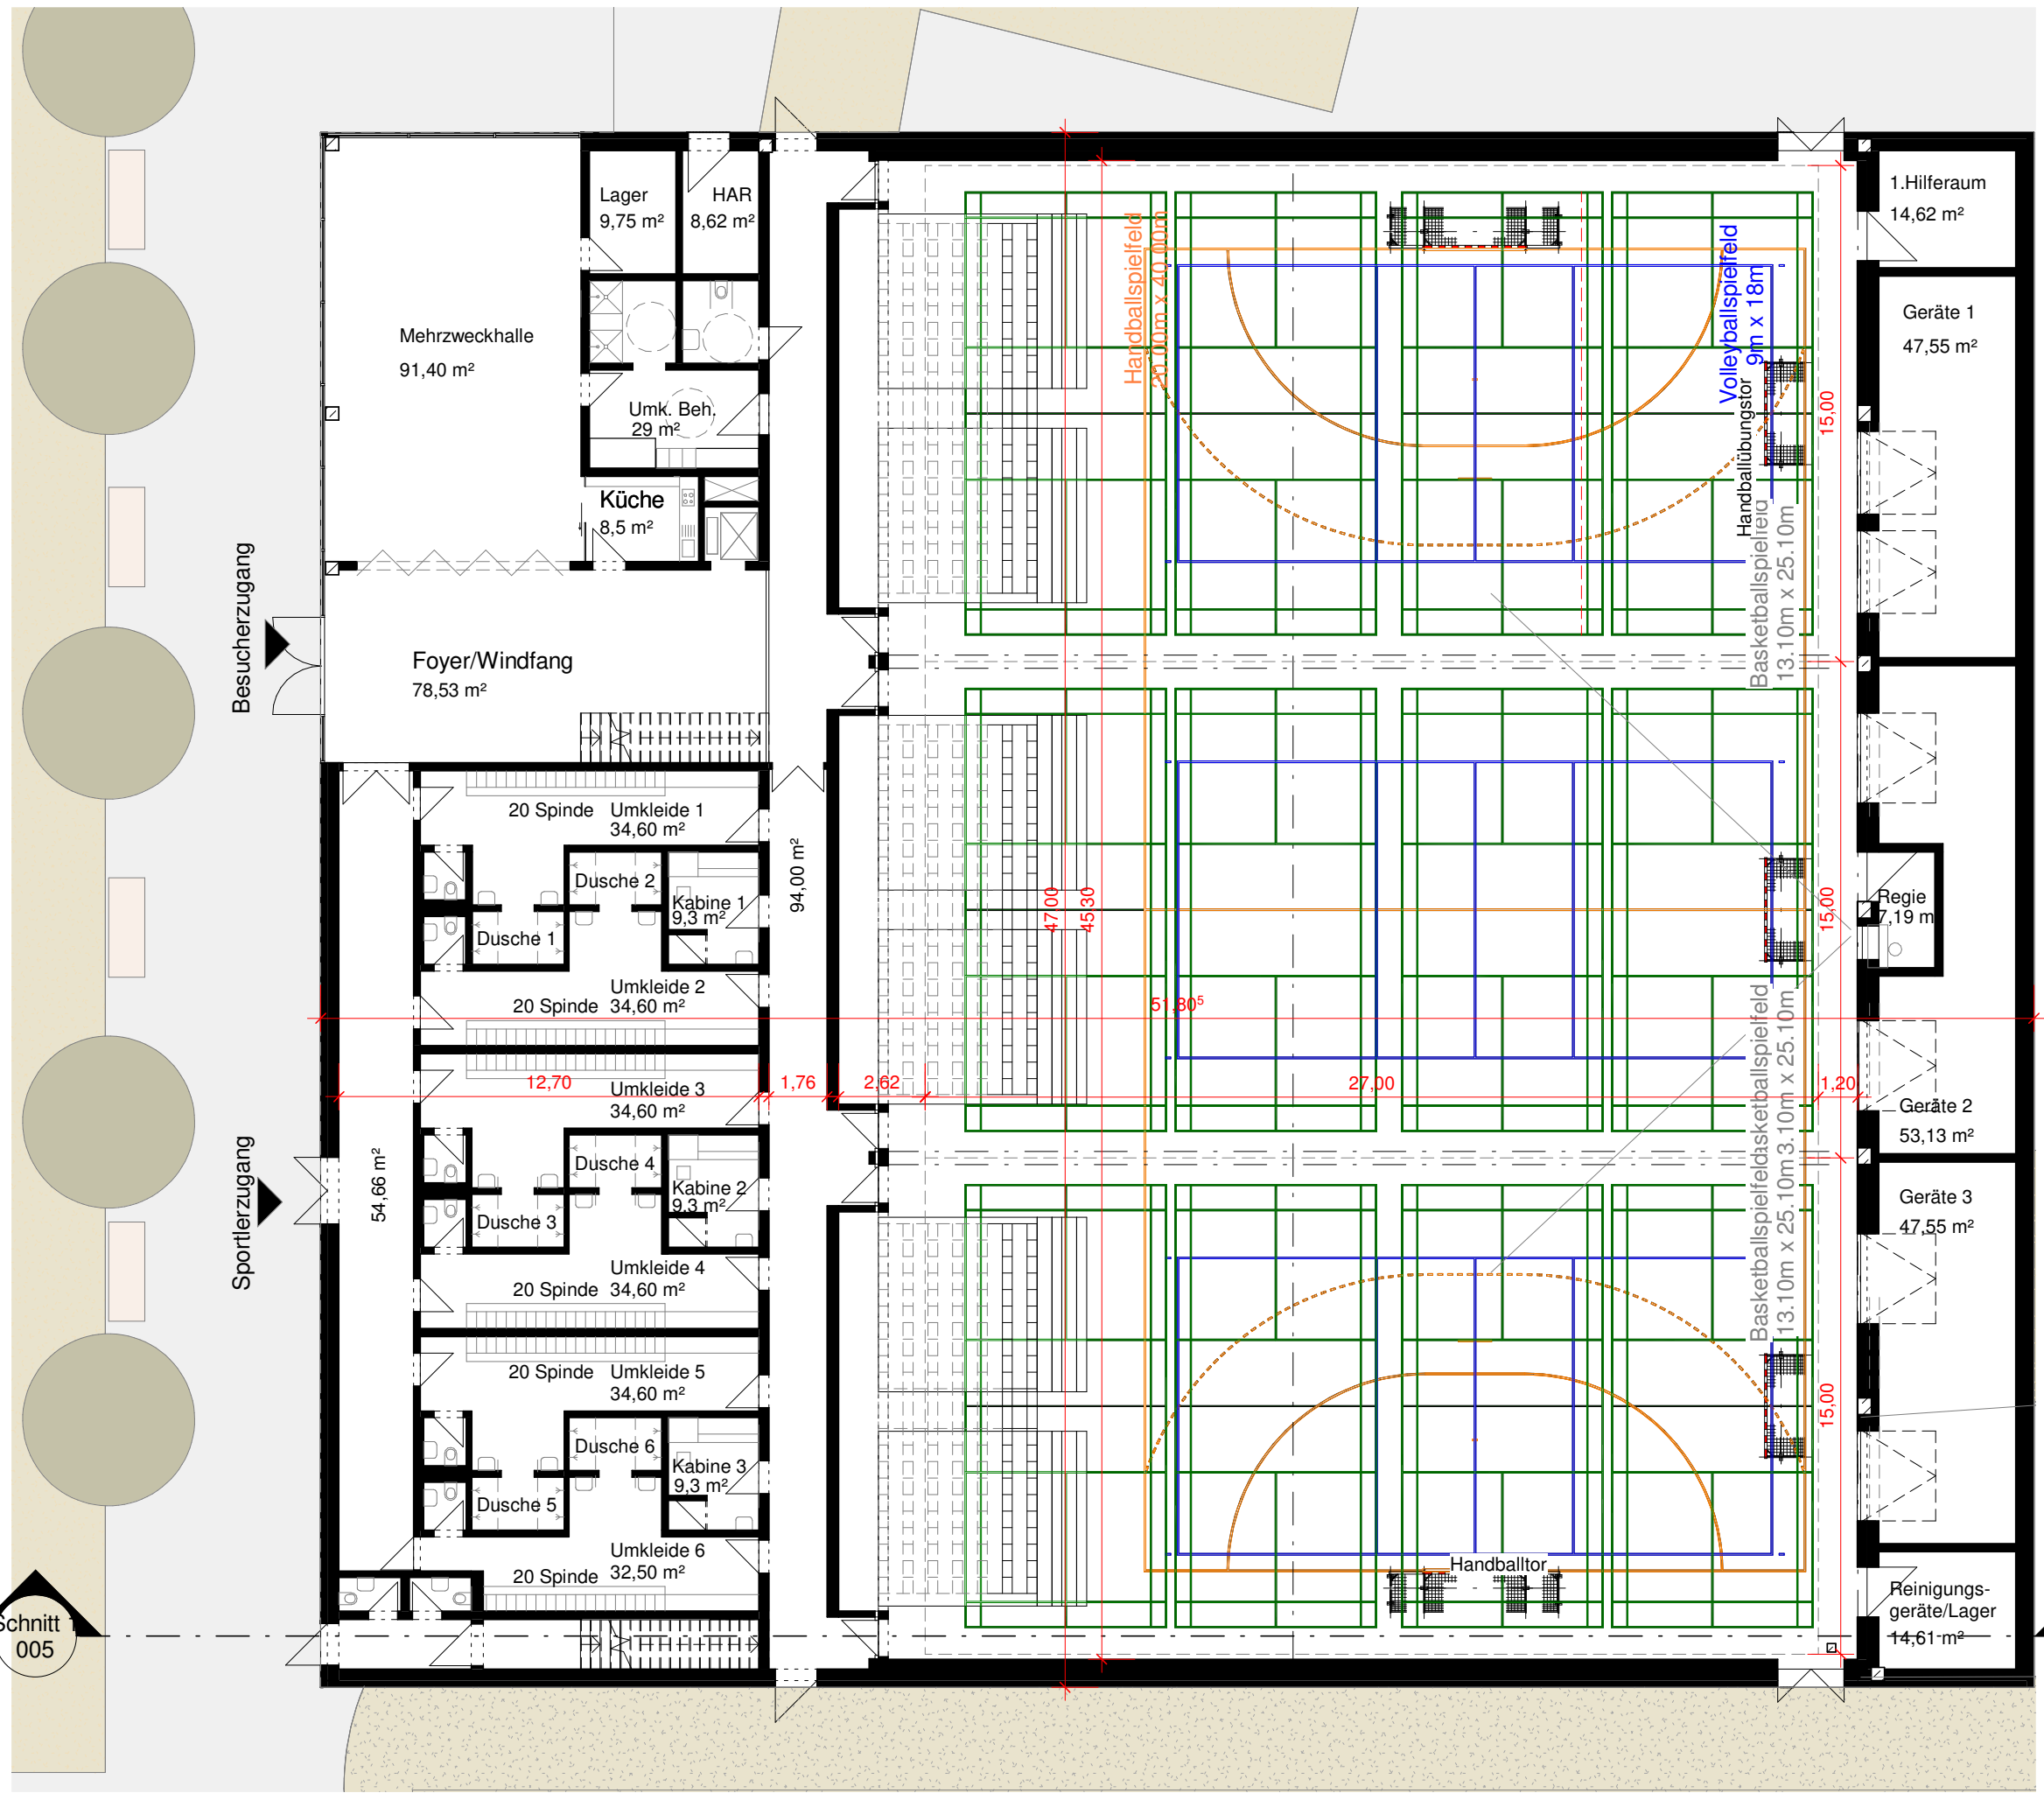 Lager
9,75 m²
HAR
8,62 m²
1.Hilferaum
14,62 m²
Mehrzweckhalle
91,40 m²
Umk. Beh.
29 m²
Küche
8,5 m²
Geräte 1
47,55 m²
Handballspielfeld
20.00m x 40.00m
Volleyballspielfeld
9m x 18m
Handballübungstor
15,00
Basketballspielfeld
13.10m x 25.10m
Besucherzugang
Foyer/Windfang
78,53 m²
20 Spinde
Umkleide 1
34,60 m²
Dusche 2
Kabine 1
9,3 m²
Dusche 1
94,00 m²
Umkleide 2
20 Spinde
34,60 m²
47,00
45,30
15,00
Regie
7,19 m
51,80⁵
12,70
1,76
2,62
27,00
1,20
Umkleide 3
34,60 m²
Dusche 4
Kabine 2
9,3 m²
Dusche 3
Geräte 2
53,13 m²
Sportlerzugang
54,66 m²
Umkleide 4
20 Spinde
34,60 m²
Geräte 3
47,55 m²
Basketballspielfeld
13.10m x 25.10m
20 Spinde
Umkleide 5
34,60 m²
Dusche 6
Kabine 3
9,3 m²
Dusche 5
15,00
Umkleide 6
20 Spinde
32,50 m²
Handballtor
Reinigungs-
geräte/Lager
14,61 m²
Schnitt 1
005